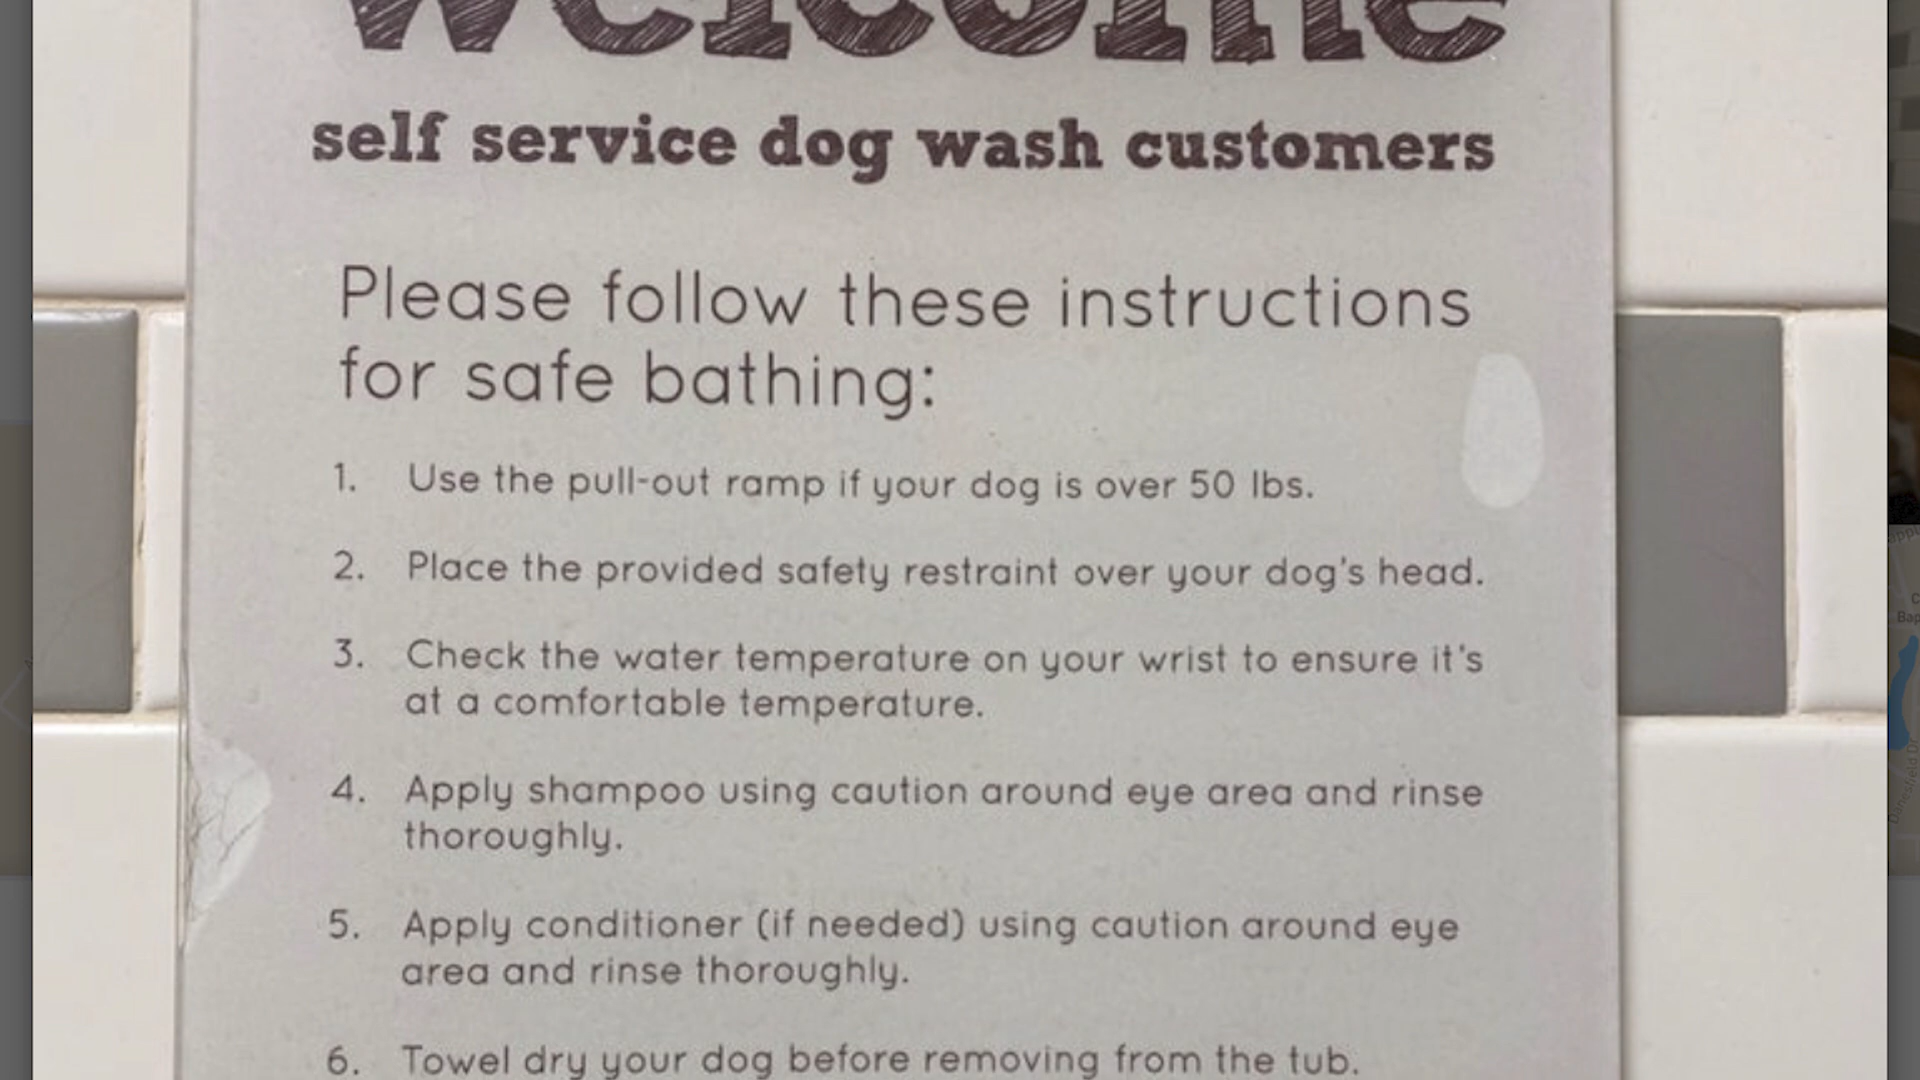 welcome
self service dog wash customers
Please follow these instructions
for safe bathing:
1. Use the pull-out ramp if your dog is over 50 lbs.
2. Place the provided safety restraint over your dog's head.
3. Check the water temperature on your wrist to ensure it's
at a comfortable temperature.
4. Apply shampoo using caution around eye area and rinse
thoroughly.
5. Apply conditioner (if needed) using caution around eye
area and rinse thoroughly.
6. Towel dry your dog before removing from the tub.